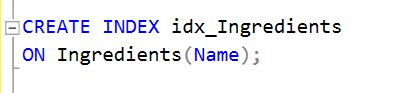 CREATE INDEX idx_Ingredients
ON Ingredients(Name);